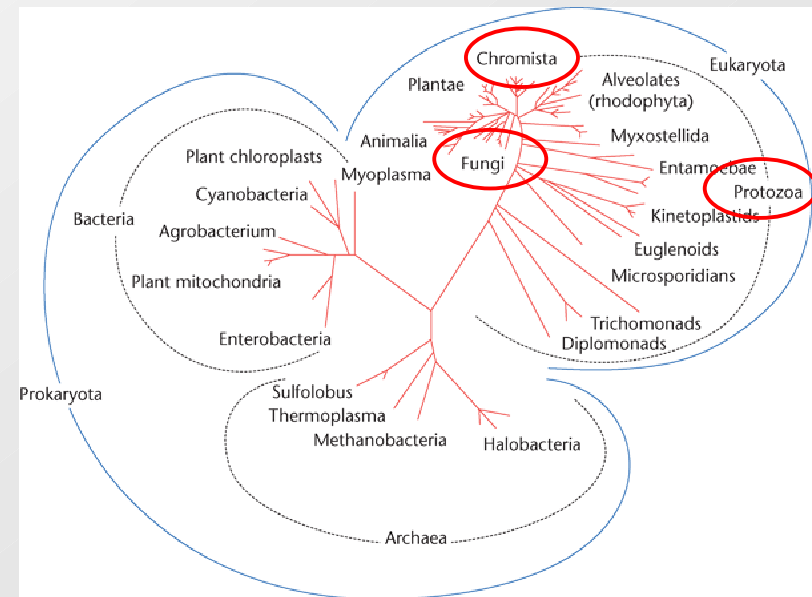 Chromista
Eukaryota
Plantae
Alveolates
(rhodophyta)
Animalia
Myxostellida
Plant chloroplasts
Fungi
Myoplasma
Entamoebae
Cyanobacteria
Protozoa
Bacteria
Kinetoplastids
Agrobacterium
Euglenoids
Plant mitochondria
Microsporidians
Enterobacteria
Trichomonads
Diplomonads
Prokaryota
Sulfolobus
Thermoplasma
Methanobacteria
Halobacteria
Archaea